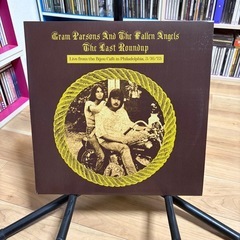 Gram Parsons And The Fallen Angels
The Last Roundup
Live from the Bijou Café in Philadelphia 3/16/73